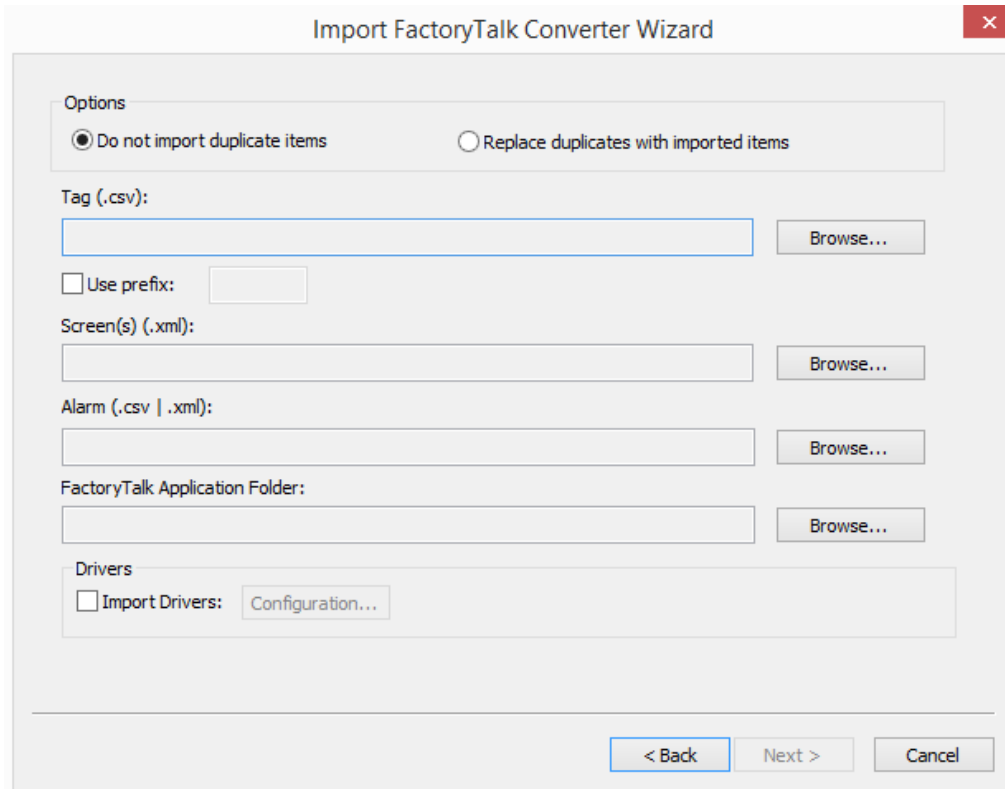 Import FactoryTalk Converter Wizard
Options
Do not import duplicate items
Replace duplicates with imported items
Tag (.csv):
Browse...
Use prefix:
Screen(s) (.xml):
Browse...
Alarm (.csv | .xml):
Browse...
FactoryTalk Application Folder:
Browse...
Drivers
Import Drivers:
Configuration...
< Back
Next >
Cancel